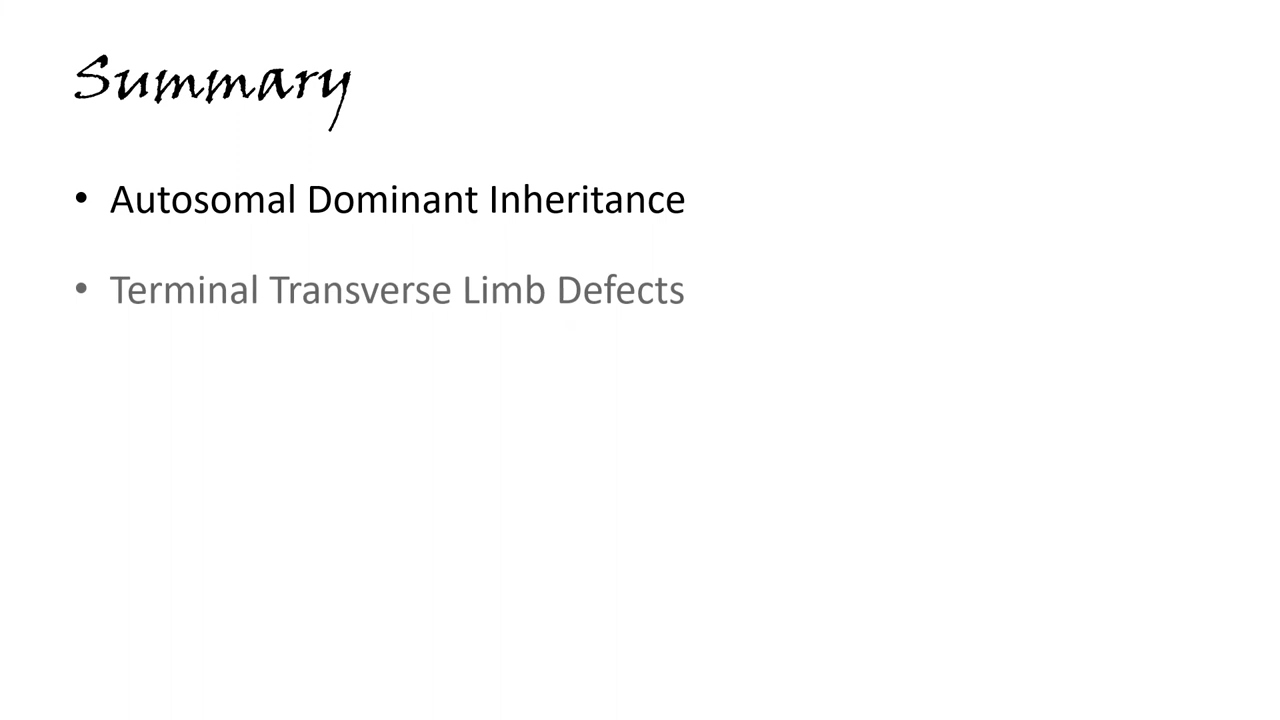 Summary
• Autosomal Dominant Inheritance
• Terminal Transverse Limb Defects